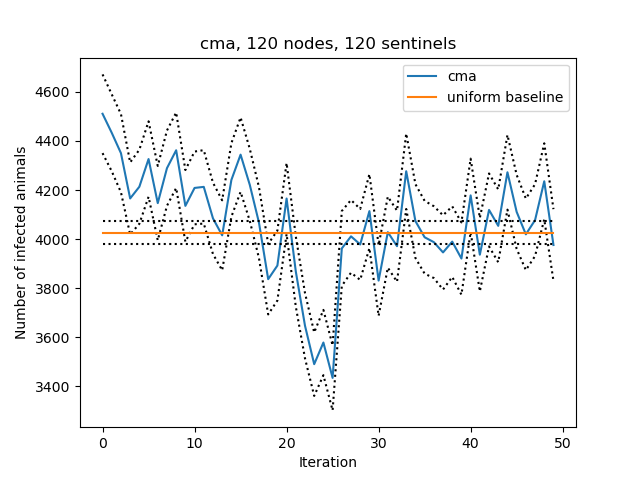 cma, 120 nodes, 120 sentinels
cma
uniform baseline
Number of infected animals
4600
4400
4200
4000
3800
3600
3400
0 10 20 30 40 50
Iteration